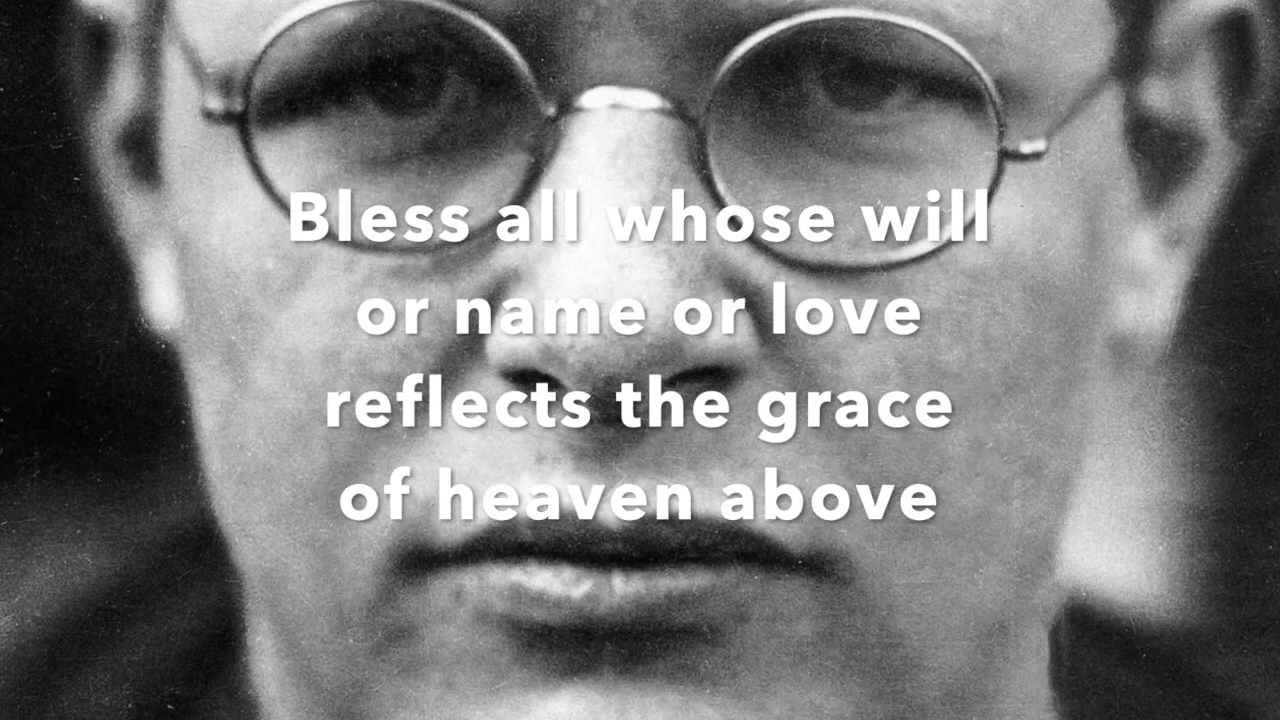 Bless all whose will
or name or love
reflects the grace
of heaven above